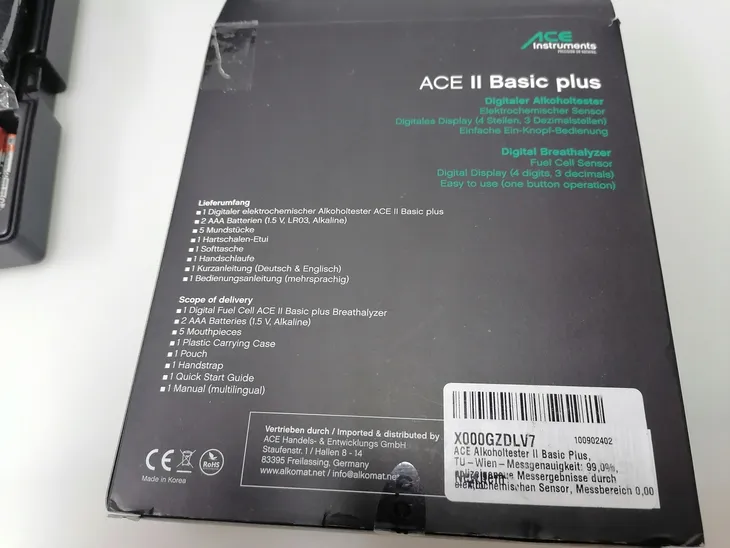 ACE
Instruments
PRECISION OR NOTHING.
ACE II Basic plus
Digitaler Alkoholtester
Elektrochemischer Sensor
Digitales Display (4 Stellen, 3 Dezimalstellen)
Einfache Ein-Knopf-Bedienung
Digital Breathalyzer
Fuel Cell Sensor
Digital Display (4 digits, 3 decimals)
Easy to use (one button operation)
Lieferumfang
■ 1 Digitaler elektrochemischer Alkoholtester ACE II Basic plus
■ 2 AAA Batterien (1.5 V, LR03, Alkaline)
■ 5 Mundstücke
■ 1 Hartschalen-Etui
■ 1 Softtasche
■ 1 Handschlaufe
■ 1 Kurzanleitung (Deutsch & Englisch)
■ 1 Bedienungsanleitung (mehrsprachig)
Scope of delivery
■ 1 Digital Fuel Cell ACE II Basic plus Breathalyzer
■ 2 AAA Batteries (1.5 V, Alkaline)
■ 5 Mouthpieces
■ 1 Plastic Carrying Case
■ 1 Pouch
■ 1 Handstrap
■ 1 Quick Start Guide
■ 1 Manual (multilingual)
CE
RoHS
Made in Korea
Vertrieben durch / Imported & distributed by
ACE Handels- & Entwicklungs GmbH
Staufenstr. 1 / Hallen 8 - 14
83395 Freilassing, Germany
www.alkomat.net / info@alkomat.net
X000GZDLV7 100902402
ACE Alkoholtester II Basic Plus,
TU - Wien - Messgenauigkeit: 99,0%,
Messergebnisse durch
elektrochemischen Sensor, Messbereich 0,00